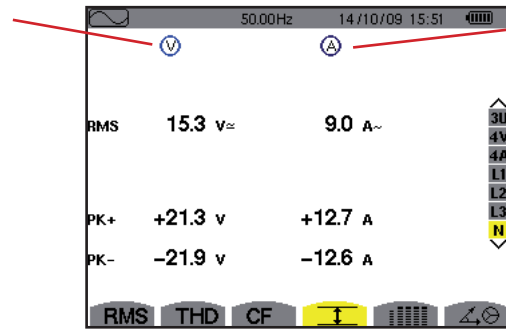 50.00Hz 14/10/09 15:51
V A
RMS 15.3 V≃ 9.0 A~
3U
4V
4A
L1
L2
L3
N
PK+ +21.3 V +12.7 A
PK- -21.9 V -12.6 A
RMS THD CF